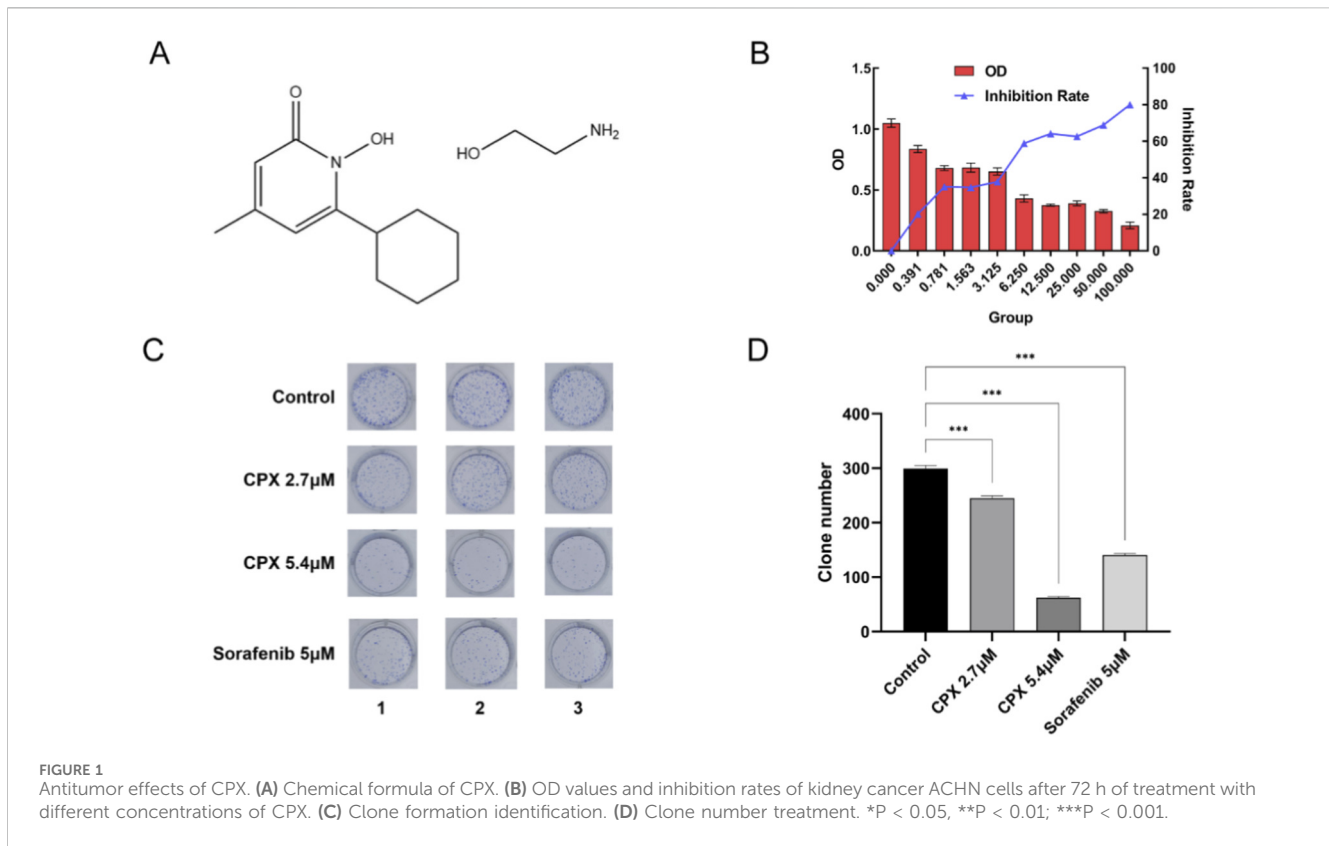 A
O
OH
N
HO
NH2
B
OD
Inhibition Rate
1.5
1.0
0.5
0.0
OD
100
80
60
40
20
0
Inhibition Rate
0.000
0.391
0.781
1.563
3.125
6.250
12.500
25.000
50.000
100.000
Group
C
Control
CPX 2.7μM
CPX 5.4μM
Sorafenib 5μM
1 2 3
D
***
***
***
400
300
200
100
0
Clone number
Control
CPX 2.7μM
CPX 5.4μM
Sorafenib 5μM
FIGURE 1
Antitumor effects of CPX. (A) Chemical formula of CPX. (B) OD values and inhibition rates of kidney cancer ACHN cells after 72 h of treatment with
different concentrations of CPX. (C) Clone formation identification. (D) Clone number treatment. *P < 0.05, **P < 0.01; ***P < 0.001.